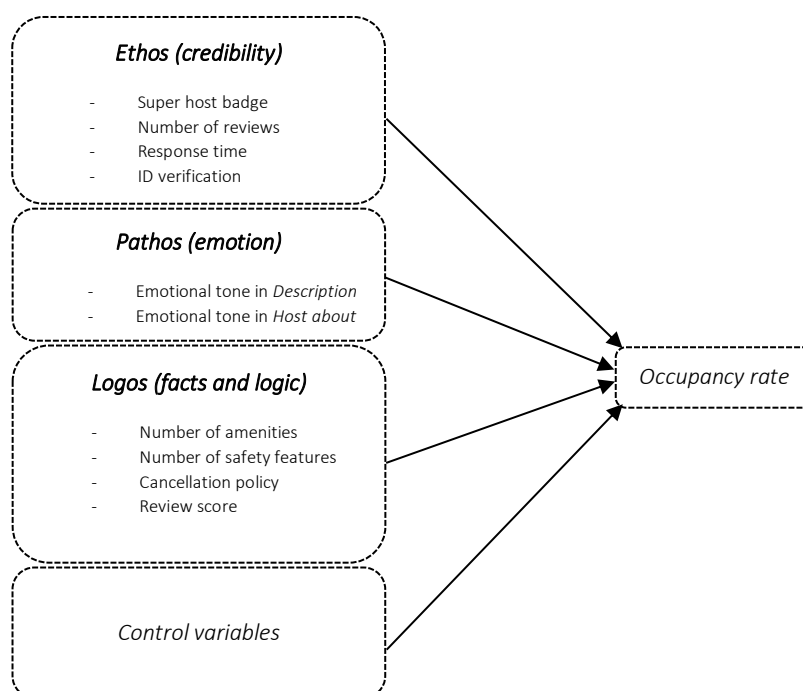 Ethos (credibility)
- Super host badge
- Number of reviews
- Response time
- ID verification
Pathos (emotion)
- Emotional tone in Description
- Emotional tone in Host about
Logos (facts and logic)
- Number of amenities
- Number of safety features
- Cancellation policy
- Review score
Control variables
Occupancy rate